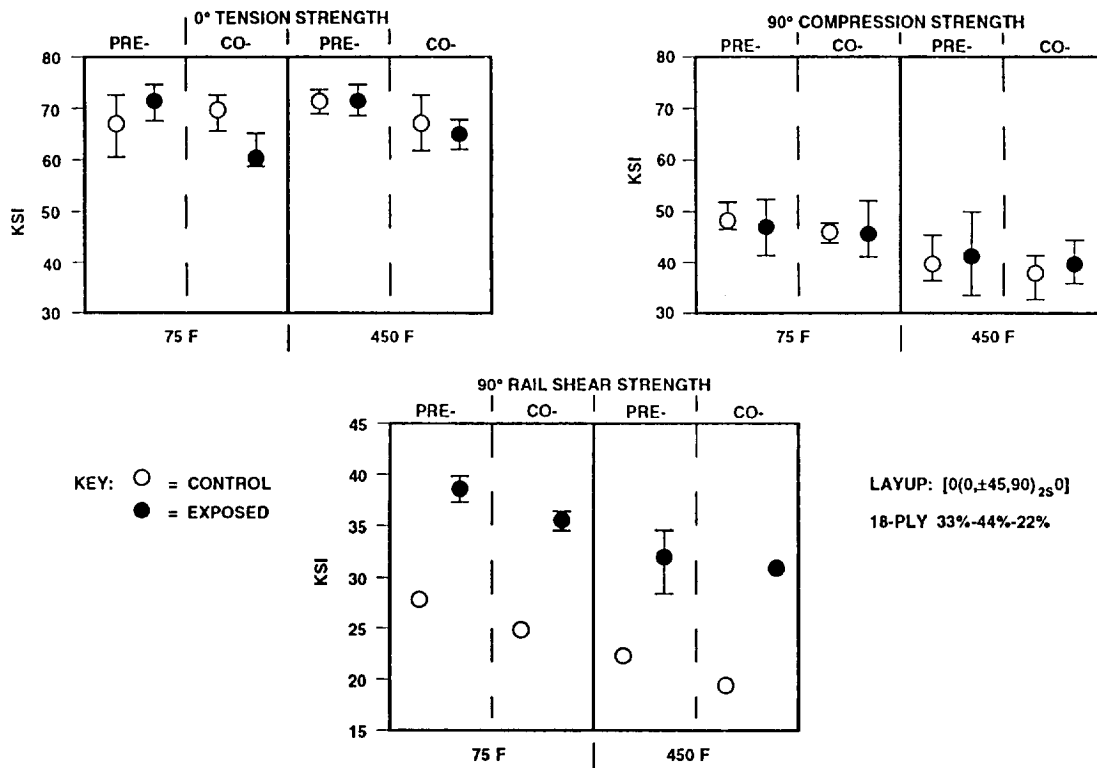 0° TENSION STRENGTH
PRE- CO- PRE- CO-
80
70
60
50
40
30
KSI
75 F 450 F
90° COMPRESSION STRENGTH
PRE- CO- PRE- CO-
80
70
60
50
40
30
KSI
75 F 450 F
90° RAIL SHEAR STRENGTH
PRE- CO- PRE- CO-
45
40
35
30
25
20
15
KSI
75 F 450 F
KEY: = CONTROL
= EXPOSED
LAYUP: [0(0,±45,90)2S0]
18-PLY 33%-44%-22%